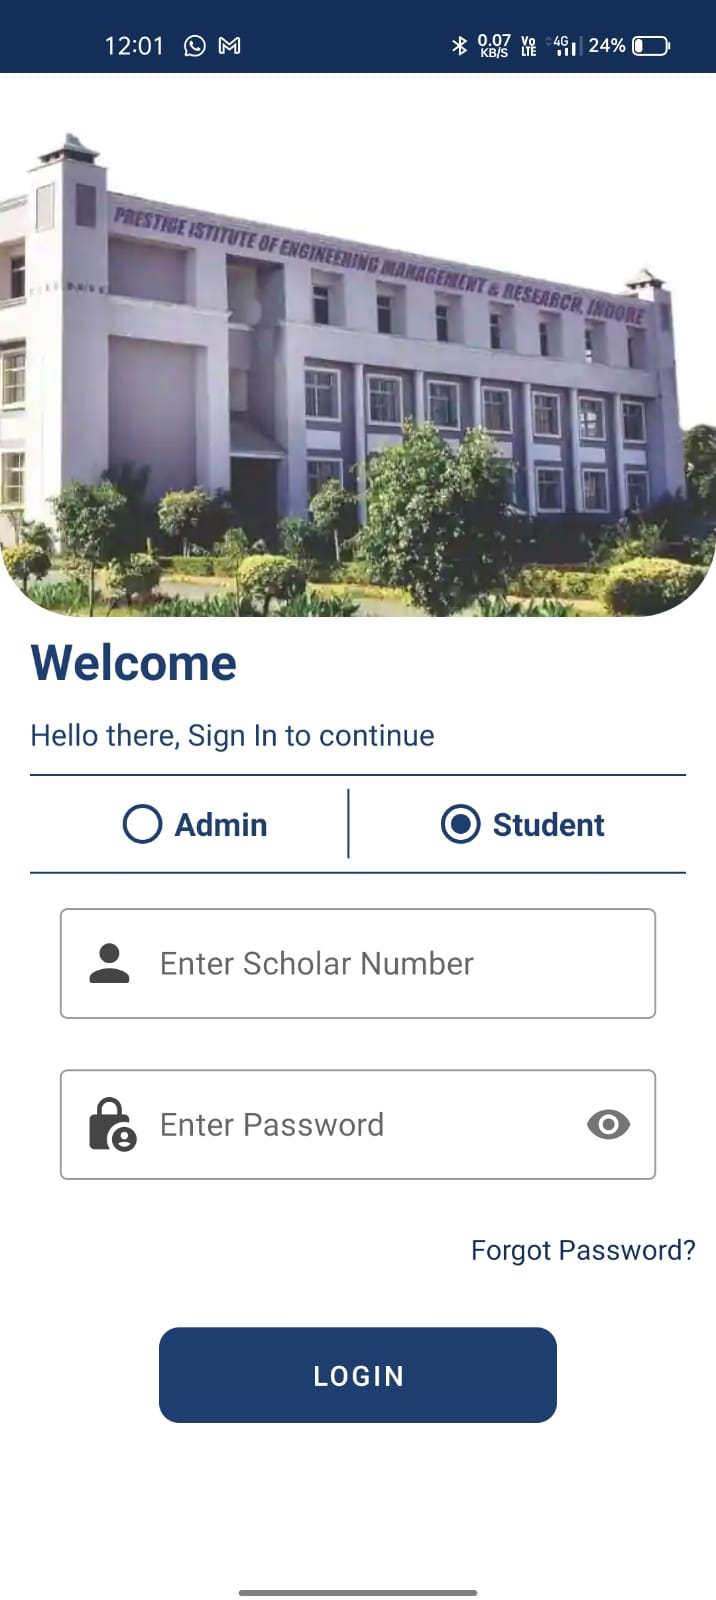 12:01
0.07 KB/S Vo LTE 4G 24%
PRESTIGE ISTITUTE OF ENGINEERING MANAGEMENT & RESEARCR, INDORE
Welcome
Hello there, Sign In to continue
Admin
Student
Enter Scholar Number
Enter Password
Forgot Password?
LOGIN